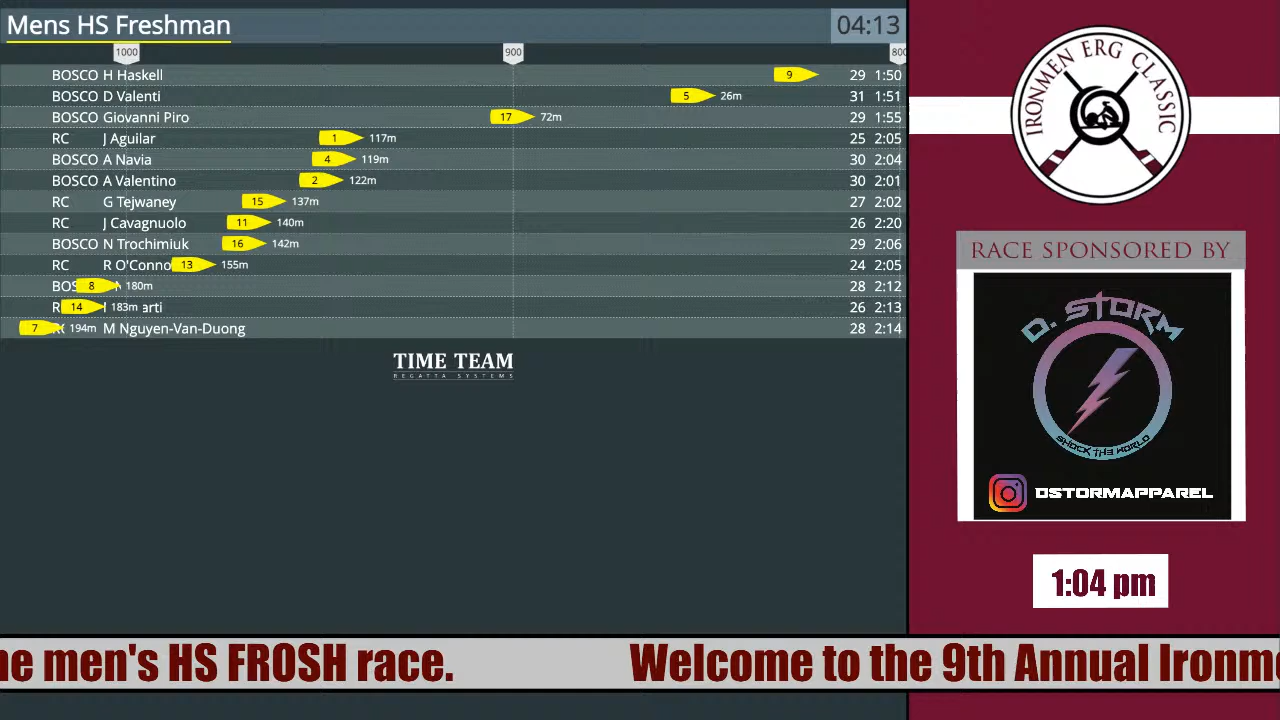 Mens HS Freshman 04:13
1000 900 800
BOSCO H Haskell 9 29 1:50
BOSCO D Valenti 5 26m 31 1:51
BOSCO Giovanni Piro 17 72m 29 1:55
RC J Aguilar 1 117m 25 2:05
BOSCO A Navia 4 119m 30 2:04
BOSCO A Valentino 2 122m 30 2:01
RC G Tejwaney 15 137m 27 2:02
RC J Cavagnuolo 11 140m 26 2:20
BOSCO N Trochimiuk 16 142m 29 2:06
RC R O'Conno 13 155m 24 2:05
BOS 8 180m 28 2:12
R 14 183m arti 26 2:13
7 194m M Nguyen-Van-Duong 28 2:14
TIME TEAM
REGATTA SYSTEMS
IRONMEN ERG CLASSIC
RACE SPONSORED BY
D. STORM
SHOCK THE WORLD
DSTORMAPPAREL
1:04 pm
he men's HS FROSH race. Welcome to the 9th Annual Ironme